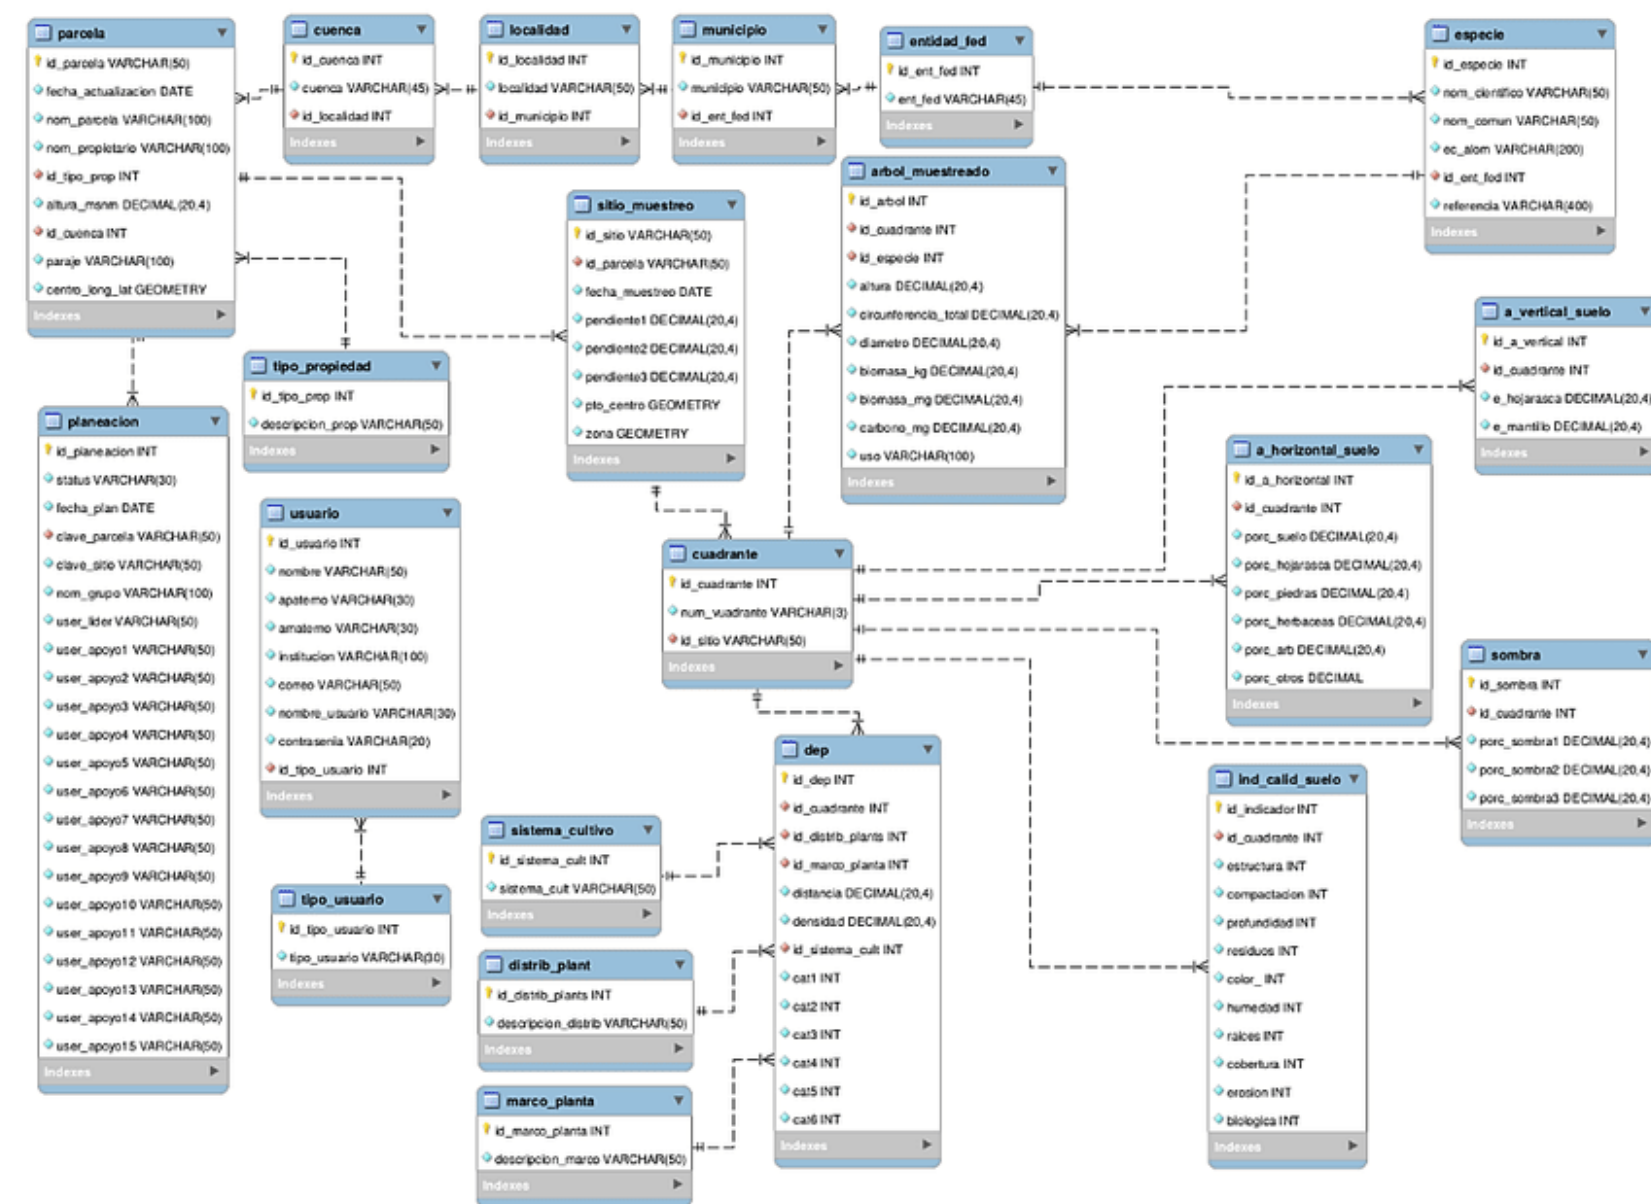 parcela
id_parcela VARCHAR(50)
fecha_actualizacion DATE
nom_parcela VARCHAR(100)
nom_propietario VARCHAR(100)
id_tipo_prop INT
altura_msnm DECIMAL(20,4)
id_cuenca INT
paraje VARCHAR(100)
centro_long_lat GEOMETRY
Indexes
cuenca
id_cuenca INT
cuenca VARCHAR(45)
id_localidad INT
Indexes
localidad
id_localidad INT
localidad VARCHAR(50)
id_municipio INT
Indexes
municipio
id_municipio INT
municipio VARCHAR(50)
id_ent_fed INT
Indexes
entidad_fed
id_ent_fed INT
ent_fed VARCHAR(45)
Indexes
especie
id_especie INT
nom_cientifico VARCHAR(50)
nom_comun VARCHAR(50)
ec_alom VARCHAR(200)
id_ent_fed INT
referencia VARCHAR(400)
Indexes
sitio_muestreo
id_sitio VARCHAR(50)
id_parcela VARCHAR(50)
fecha_muestreo DATE
pendiente1 DECIMAL(20,4)
pendiente2 DECIMAL(20,4)
pendiente3 DECIMAL(20,4)
pto_centro GEOMETRY
zona GEOMETRY
Indexes
arbol_muestreado
id_arbol INT
id_cuadrante INT
id_especie INT
altura DECIMAL(20,4)
circunferencia_total DECIMAL(20,4)
diametro DECIMAL(20,4)
biomasa_kg DECIMAL(20,4)
biomasa_mg DECIMAL(20,4)
carbono_mg DECIMAL(20,4)
uso VARCHAR(100)
Indexes
a_vertical_suelo
id_a_vertical INT
id_cuadrante INT
e_hojarasca DECIMAL(20,4)
e_mantillo DECIMAL(20,4)
Indexes
tipo_propiedad
id_tipo_prop INT
descripcion_prop VARCHAR(50)
Indexes
planeacion
id_planeacion INT
status VARCHAR(30)
fecha_plan DATE
clave_parcela VARCHAR(50)
clave_sitio VARCHAR(50)
nom_grupo VARCHAR(100)
user_lider VARCHAR(50)
user_apoyo1 VARCHAR(50)
user_apoyo2 VARCHAR(50)
user_apoyo3 VARCHAR(50)
user_apoyo4 VARCHAR(50)
user_apoyo5 VARCHAR(50)
user_apoyo6 VARCHAR(50)
user_apoyo7 VARCHAR(50)
user_apoyo8 VARCHAR(50)
user_apoyo9 VARCHAR(50)
user_apoyo10 VARCHAR(50)
user_apoyo11 VARCHAR(50)
user_apoyo12 VARCHAR(50)
user_apoyo13 VARCHAR(50)
user_apoyo14 VARCHAR(50)
user_apoyo15 VARCHAR(50)
Indexes
usuario
id_usuario INT
nombre VARCHAR(50)
apaterno VARCHAR(30)
amaterno VARCHAR(30)
institucion VARCHAR(100)
correo VARCHAR(50)
nombre_usuario VARCHAR(30)
contrasenia VARCHAR(20)
id_tipo_usuario INT
Indexes
tipo_usuario
id_tipo_usuario INT
tipo_usuario VARCHAR(30)
Indexes
cuadrante
id_cuadrante INT
num_vuadrante VARCHAR(3)
id_sitio VARCHAR(50)
Indexes
a_horizontal_suelo
id_a_horizontal INT
id_cuadrante INT
porc_suelo DECIMAL(20,4)
porc_hojarasca DECIMAL(20,4)
porc_piedras DECIMAL(20,4)
porc_herbaceas DECIMAL(20,4)
porc_arb DECIMAL(20,4)
porc_otros DECIMAL
Indexes
sombra
id_sombra INT
id_cuadrante INT
porc_sombra1 DECIMAL(20,4)
porc_sombra2 DECIMAL(20,4)
porc_sombra3 DECIMAL(20,4)
Indexes
sistema_cultivo
id_sistema_cult INT
sistema_cult VARCHAR(50)
Indexes
distrib_plant
id_distrib_plants INT
descripcion_distrib VARCHAR(50)
Indexes
marco_planta
id_marco_planta INT
descripcion_marco VARCHAR(50)
Indexes
dep
id_dep INT
id_cuadrante INT
id_distrib_plants INT
id_marco_planta INT
distancia DECIMAL(20,4)
densidad DECIMAL(20,4)
id_sistema_cult INT
cat1 INT
cat2 INT
cat3 INT
cat4 INT
cat5 INT
cat6 INT
Indexes
ind_calid_suelo
id_indicador INT
id_cuadrante INT
estructura INT
compactacion INT
profundidad INT
residuos INT
color_ INT
humedad INT
raices INT
cobertura INT
erosion INT
biologica INT
Indexes